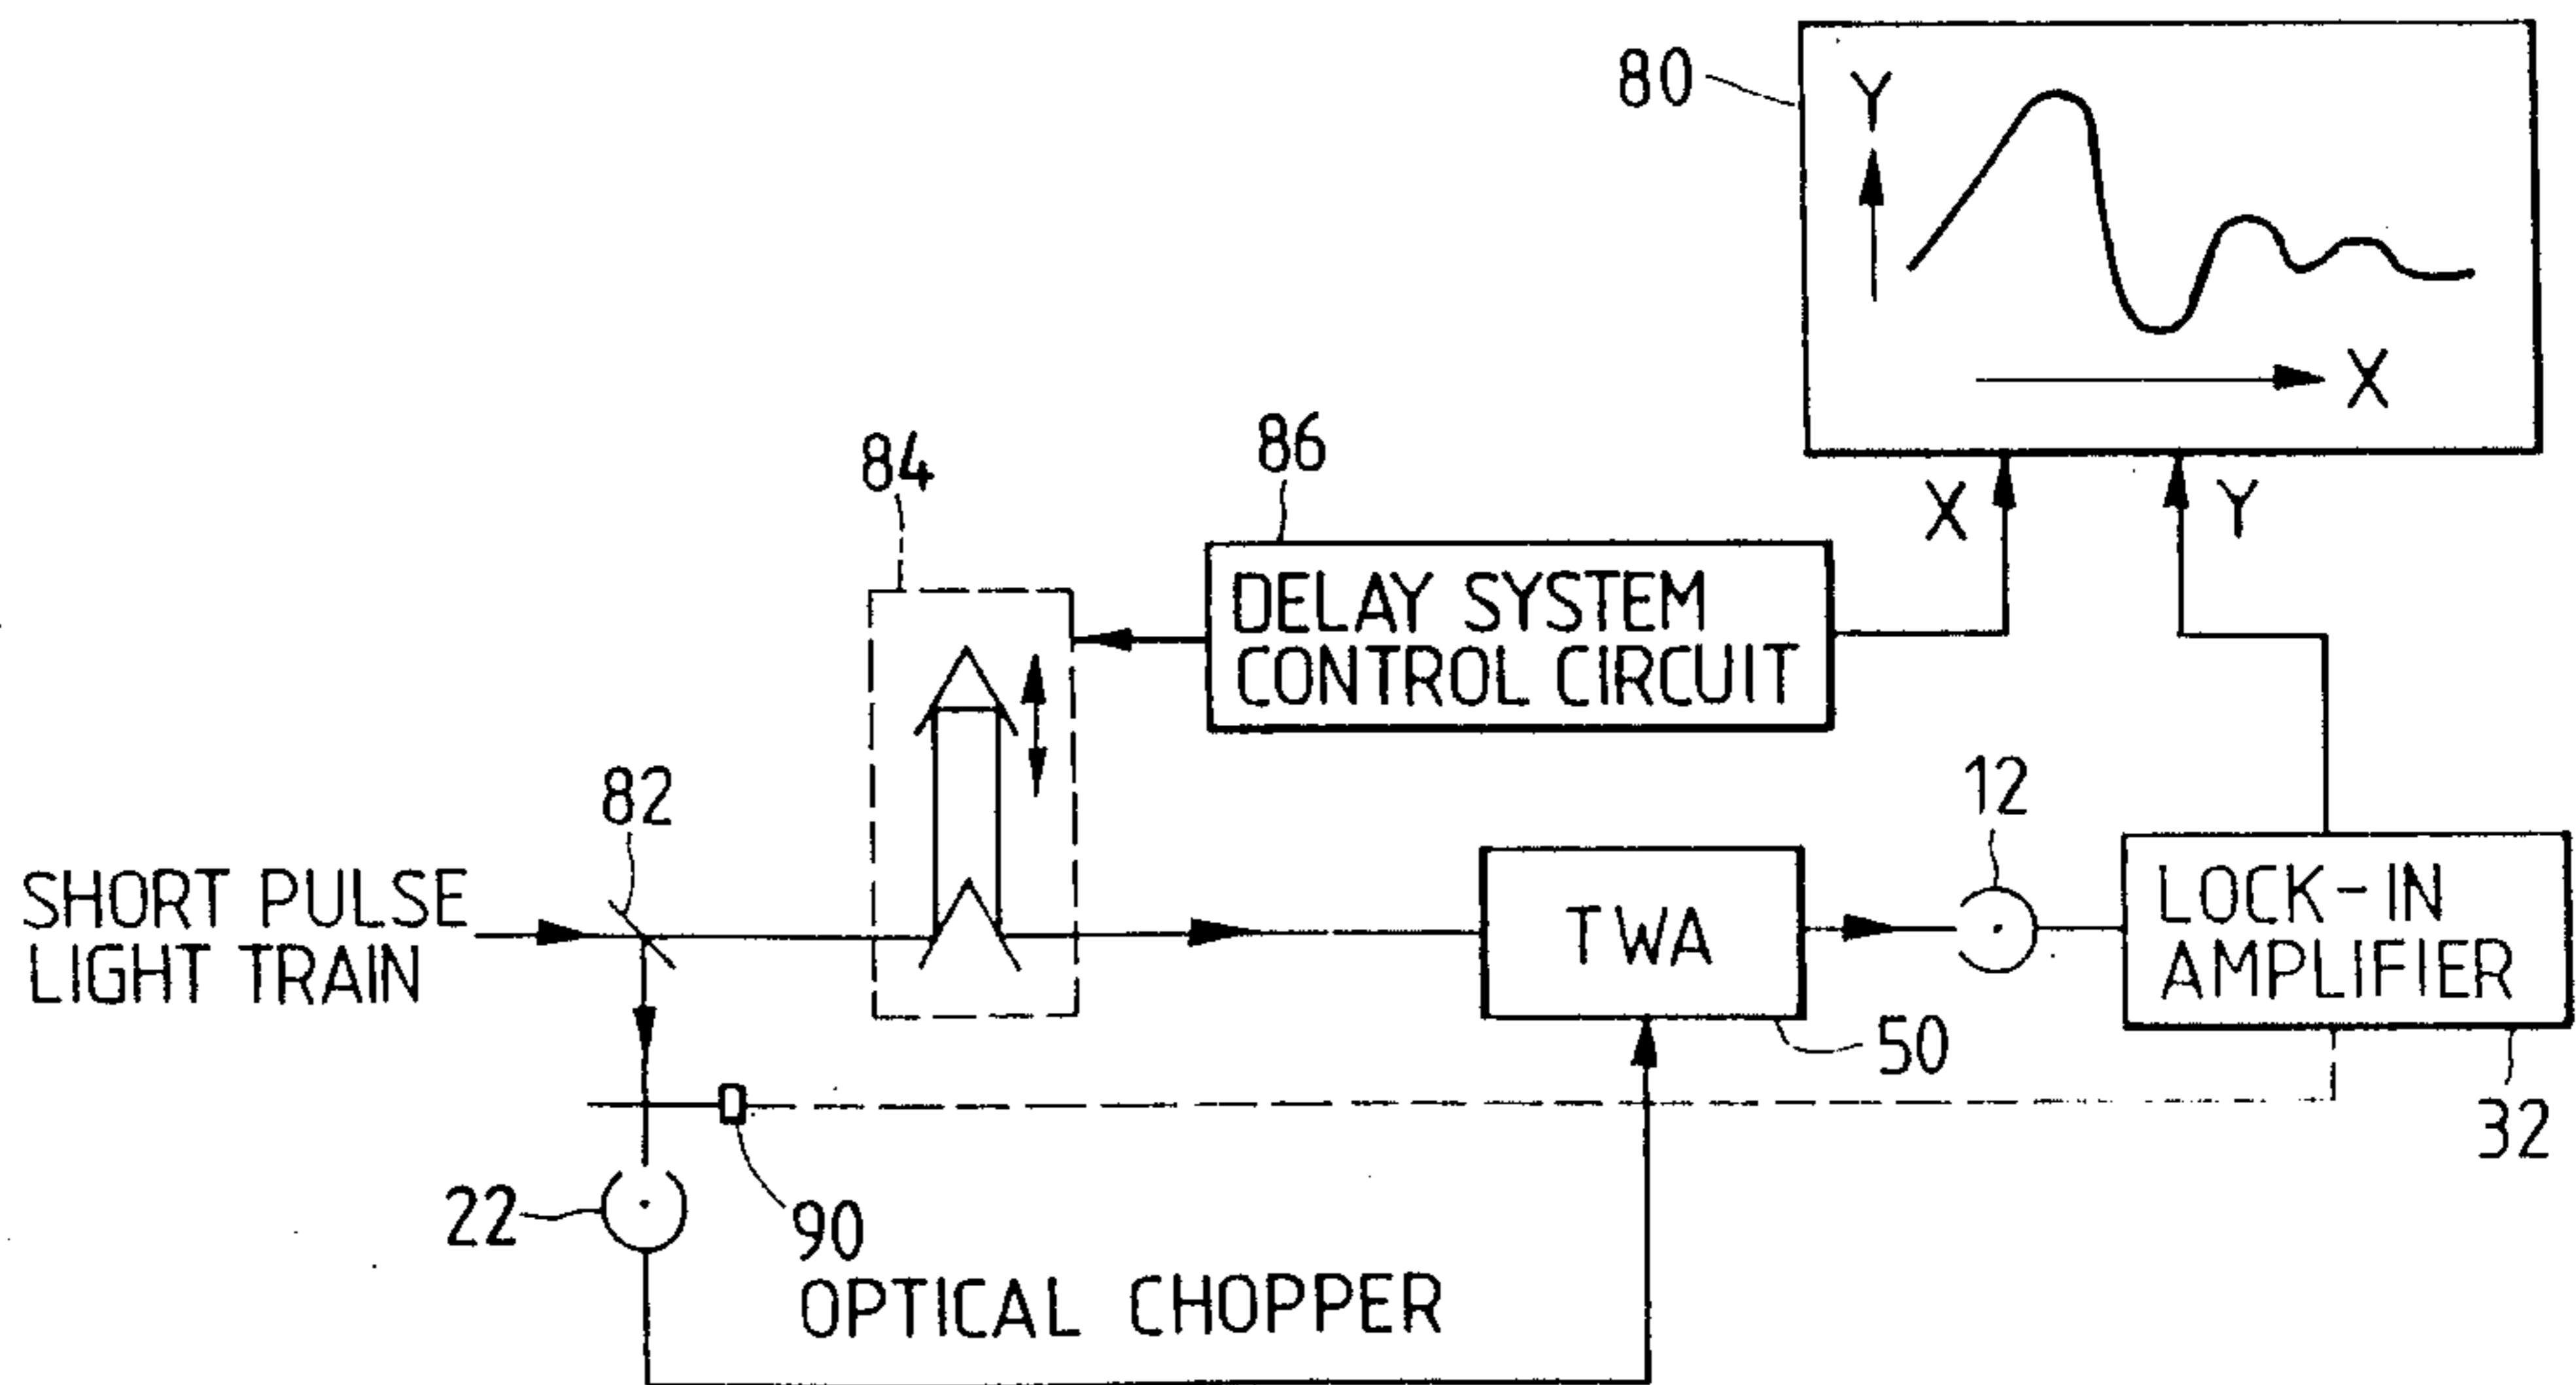 80
Y
X
84
86
X
Y
DELAY SYSTEM
CONTROL CIRCUIT
82
12
SHORT PULSE
LIGHT TRAIN
TWA
LOCK-IN
AMPLIFIER
50
32
22
90
OPTICAL CHOPPER